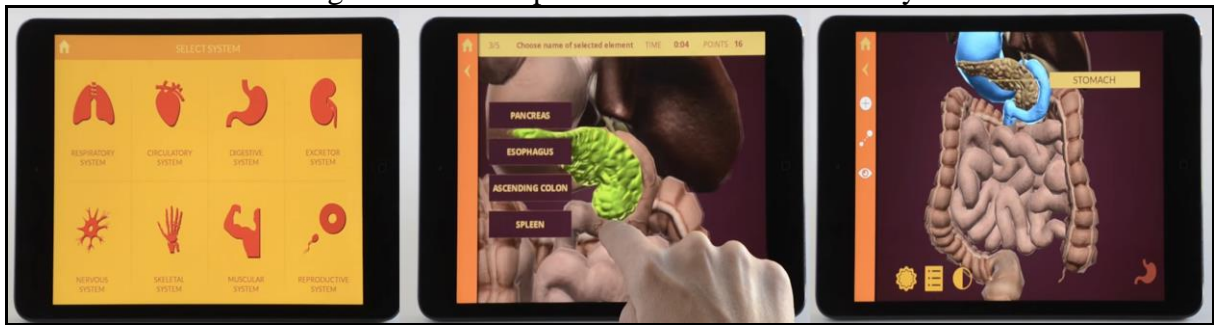 SELECT SYSTEM
RESPIRATORY SYSTEM
CIRCULATORY SYSTEM
DIGESTIVE SYSTEM
EXCRETOR SYSTEM
NERVOUS SYSTEM
SKELETAL SYSTEM
MUSCULAR SYSTEM
REPRODUCTIVE SYSTEM
3/5 Choose name of selected element TIME 0:04 POINTS 16
PANCREAS
ESOPHAGUS
ASCENDING COLON
SPLEEN
STOMACH